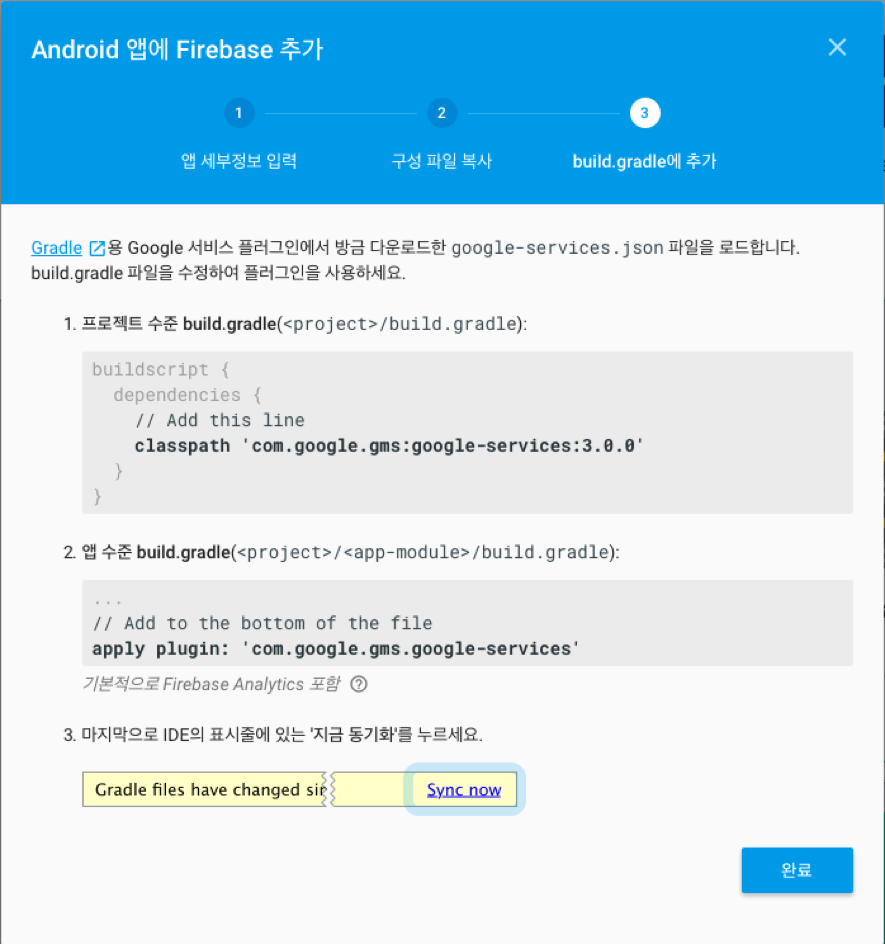 Android 앱에 Firebase 추가
1
2
3
앱 세부정보 입력
구성 파일 복사
build.gradle에 추가
Gradle 용 Google 서비스 플러그인에서 방금 다운로드한 google-services.json 파일을 로드합니다.
build.gradle 파일을 수정하여 플러그인을 사용하세요.
1. 프로젝트 수준 build.gradle(<project>/build.gradle):
buildscript {
dependencies {
// Add this line
classpath 'com.google.gms:google-services:3.0.0'
}
}
2. 앱 수준 build.gradle(<project>/<app-module>/build.gradle):
...
// Add to the bottom of the file
apply plugin: 'com.google.gms.google-services'
기본적으로 Firebase Analytics 포함 ?
3. 마지막으로 IDE의 표시줄에 있는 '지금 동기화'를 누르세요.
Gradle files have changed sin Sync now
완료